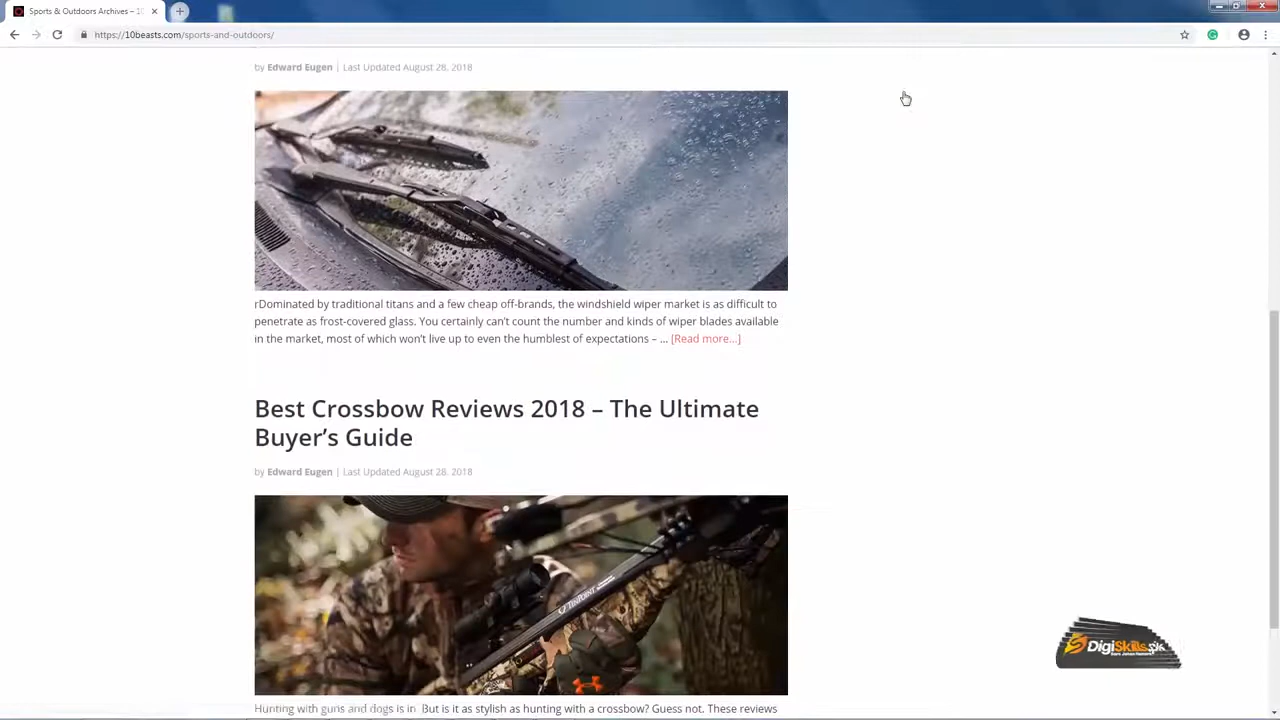 Sports & Outdoors Archives – 10
https://10beasts.com/sports-and-outdoors/
by Edward Eugen | Last Updated August 28, 2018
rDominated by traditional titans and a few cheap off-brands, the windshield wiper market is as difficult to
penetrate as frost-covered glass. You certainly can't count the number and kinds of wiper blades available
in the market, most of which won't live up to even the humblest of expectations – ... [Read more...]
Best Crossbow Reviews 2018 – The Ultimate
Buyer's Guide
by Edward Eugen | Last Updated August 28, 2018
TENPOINT
Hunting with guns and dogs is in. But is it as stylish as hunting with a crossbow? Guess not. These reviews
DigiSkills.pk